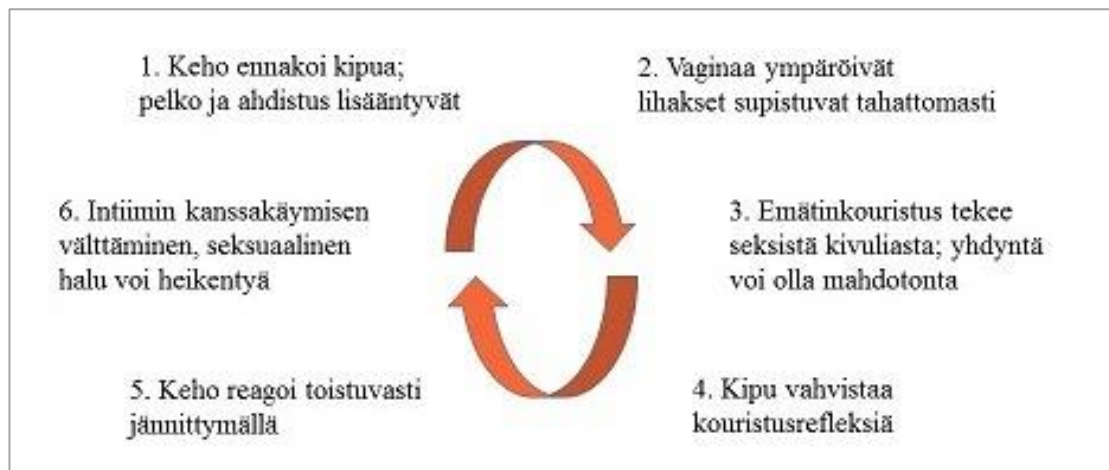 1. Keho ennakoi kipua;
pelko ja ahdistus lisääntyvät
2. Vaginaa ympäröivät
lihakset supistuvat tahattomasti
3. Emätinkouristus tekee
seksistä kivuliasta; yhdyntä
voi olla mahdotonta
4. Kipu vahvistaa
kouristusrefleksiä
5. Keho reagoi toistuvasti
jännittymällä
6. Intiimin kanssakäymisen
välttäminen, seksuaalinen
halu voi heikentyä